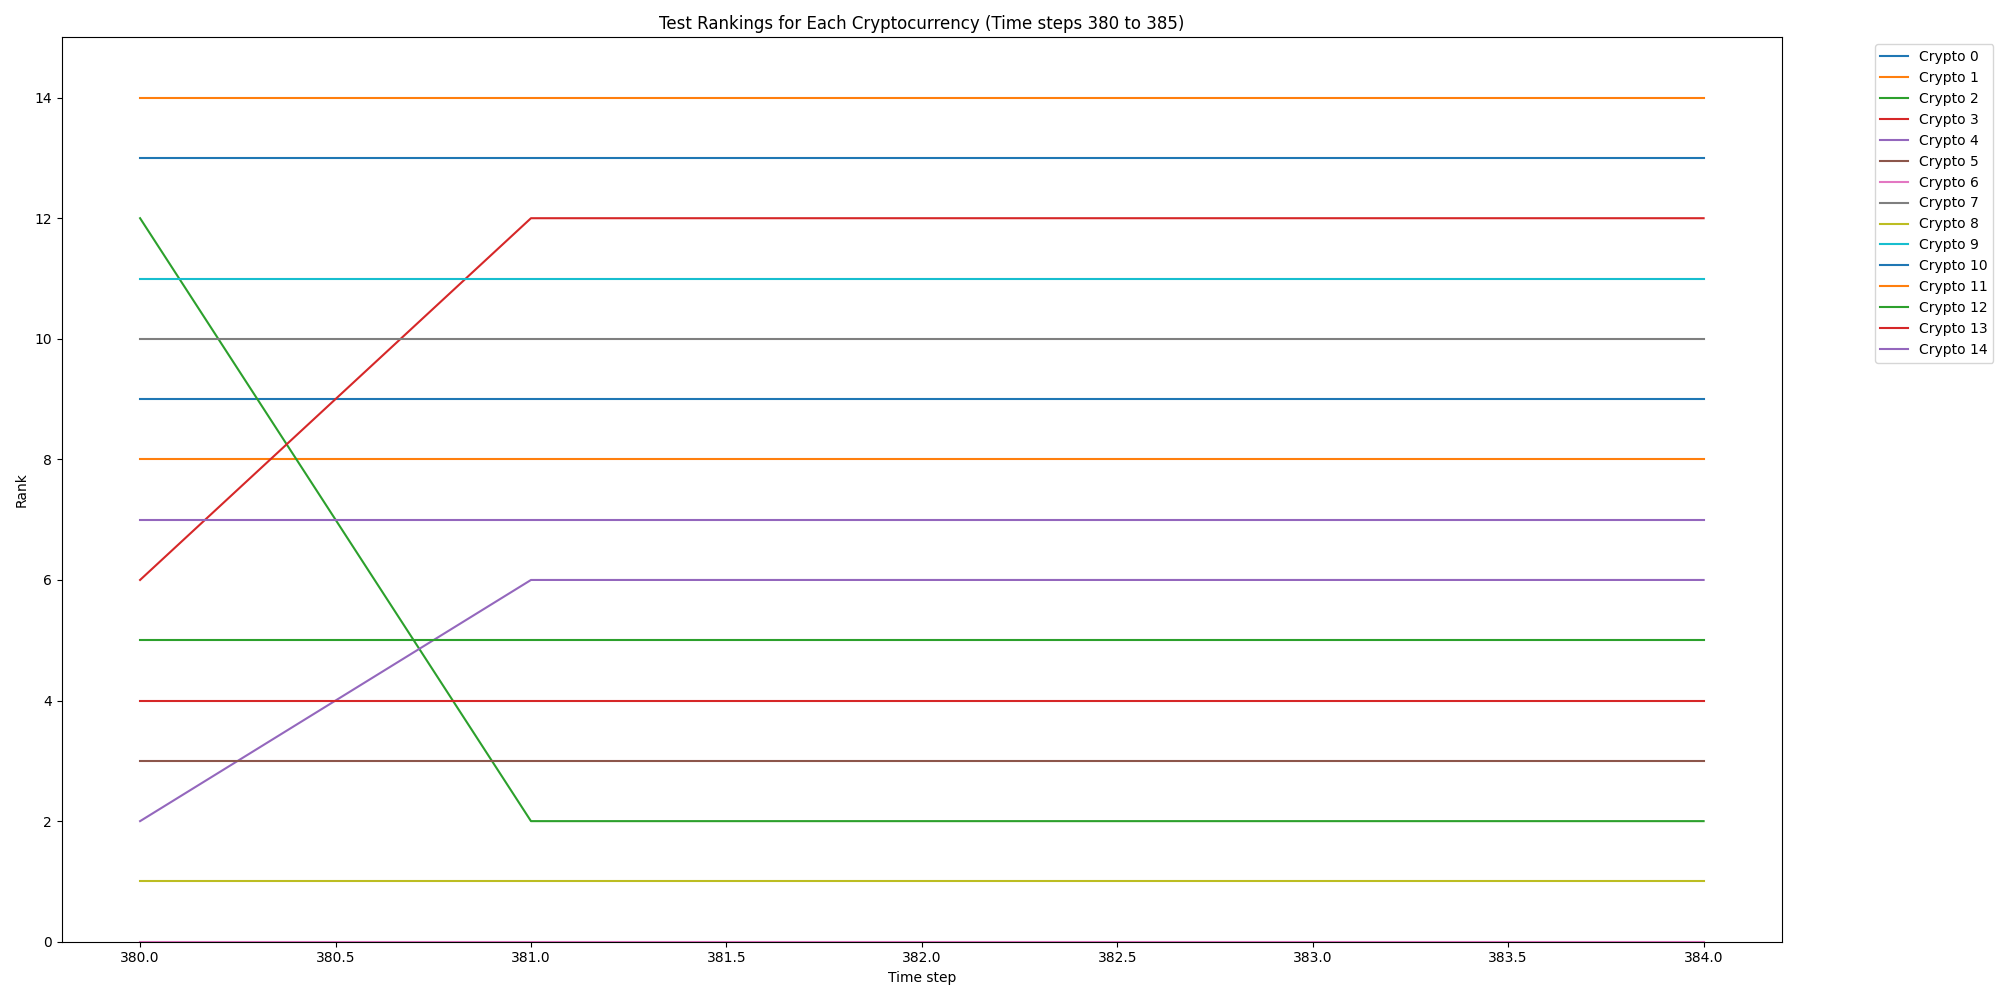 Test Rankings for Each Cryptocurrency (Time steps 380 to 385)
Crypto 0
Crypto 1
Crypto 2
Crypto 3
Crypto 4
Crypto 5
Crypto 6
Crypto 7
Crypto 8
Crypto 9
Crypto 10
Crypto 11
Crypto 12
Crypto 13
Crypto 14
Rank
14
12
10
8
6
4
2
0
380.0 380.5 381.0 381.5 382.0 382.5 383.0 383.5 384.0
Time step